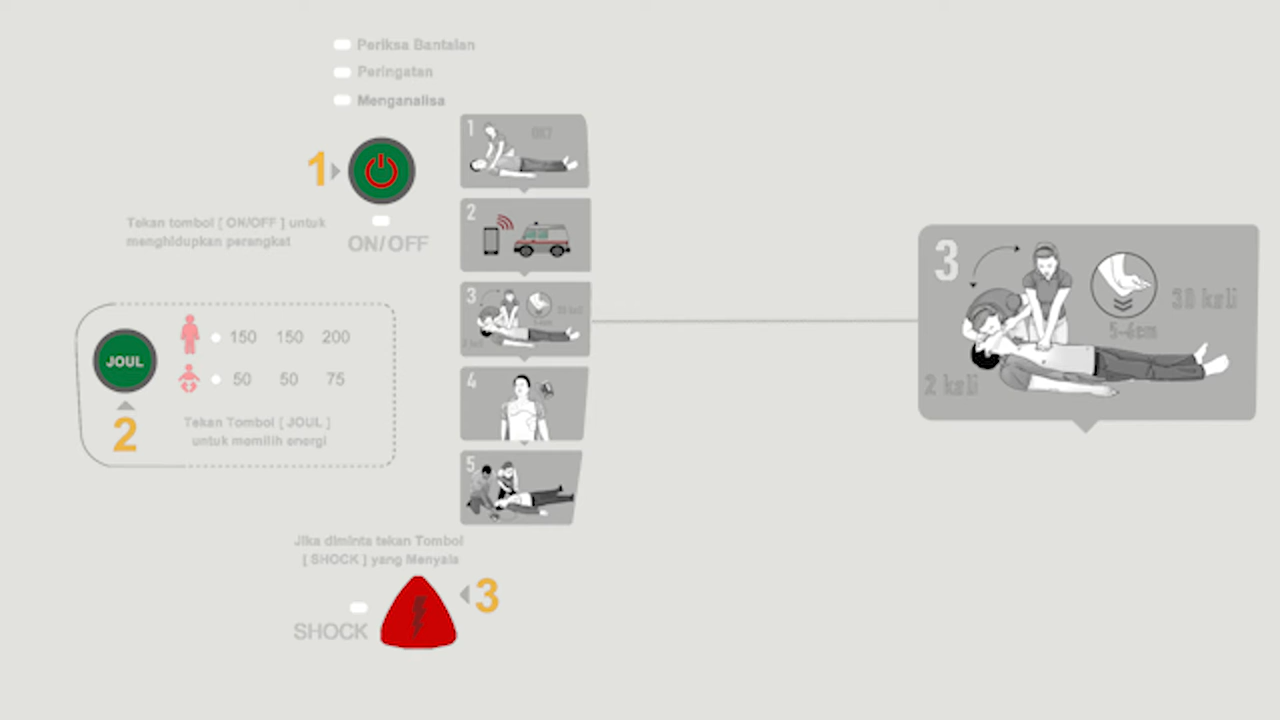 Periksa Bantalan
Peringatan
Menganalisa
1
Tekan tombol [ ON/OFF ] untuk
menghidupkan perangkat
ON/OFF
JOUL
150 150 200
50 50 75
2
Tekan Tombol [ JOUL ]
untuk memilih energi
1
2
3
4
5
Jika diminta tekan Tombol
[ SHOCK ] yang Menyala
SHOCK
3
3
30 kali
5-6cm
2 kali